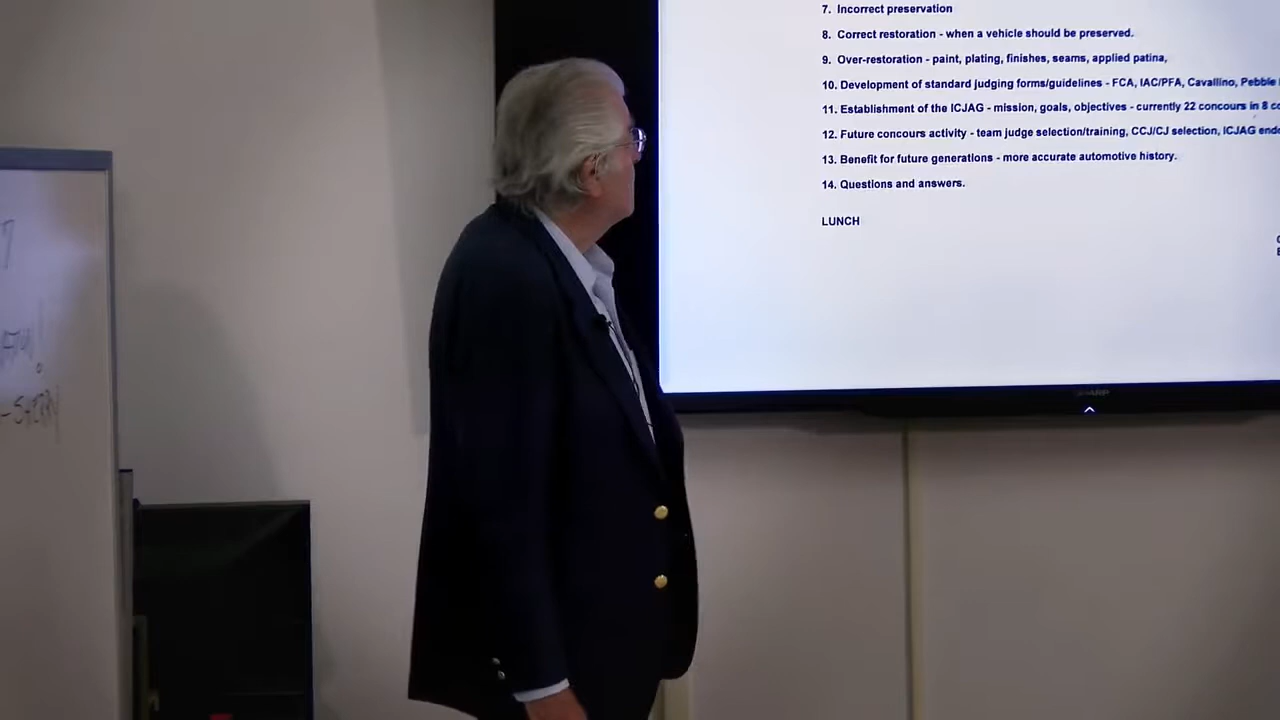 7
7. Incorrect preservation
8. Correct restoration - when a vehicle should be preserved.
9. Over-restoration - paint, plating, finishes, seams, applied patina,
10. Development of standard judging forms/guidelines - FCA, IAC/PFA, Cavallino, Pebble
11. Establishment of the ICJAG - mission, goals, objectives - currently 22 concours in 8
12. Future concours activity - team judge selection/training, CCJ/CJ selection, ICJAG
13. Benefit for future generations - more accurate automotive history.
14. Questions and answers.
LUNCH
SHARP